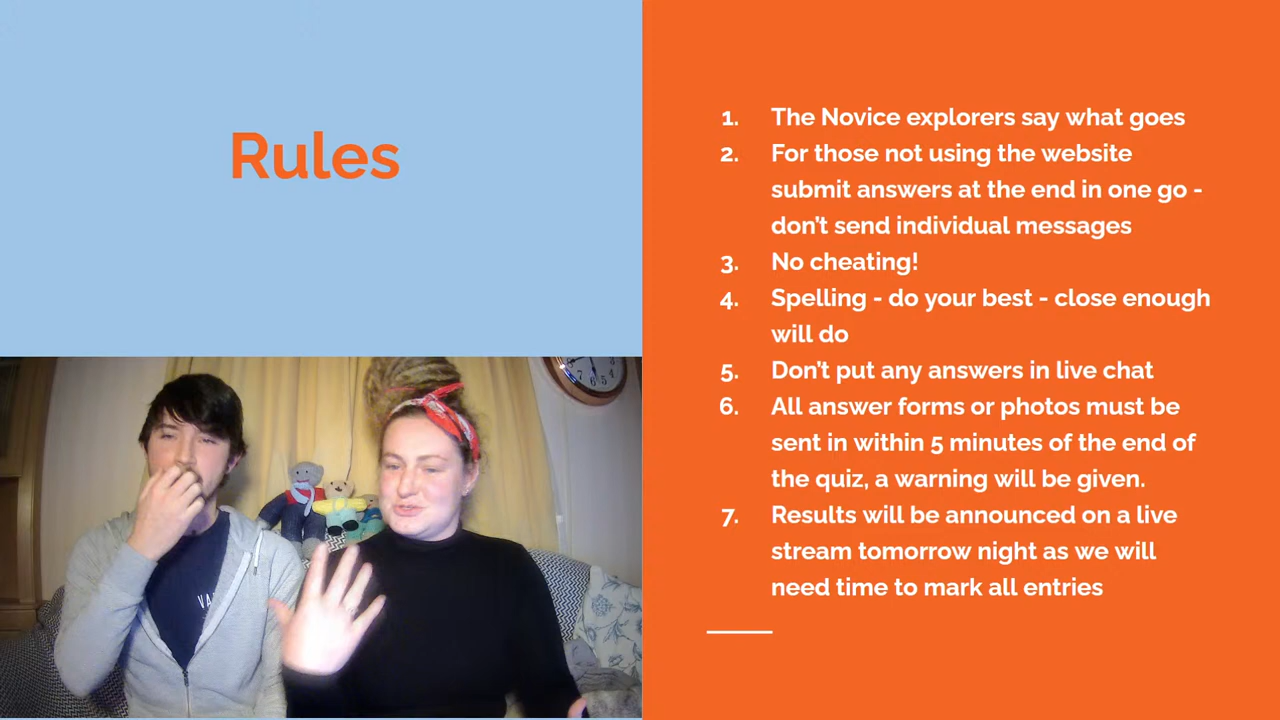 Rules
1. The Novice explorers say what goes
2. For those not using the website
submit answers at the end in one go -
don't send individual messages
3. No cheating!
4. Spelling - do your best - close enough
will do
5. Don't put any answers in live chat
6. All answer forms or photos must be
sent in within 5 minutes of the end of
the quiz, a warning will be given.
7. Results will be announced on a live
stream tomorrow night as we will
need time to mark all entries